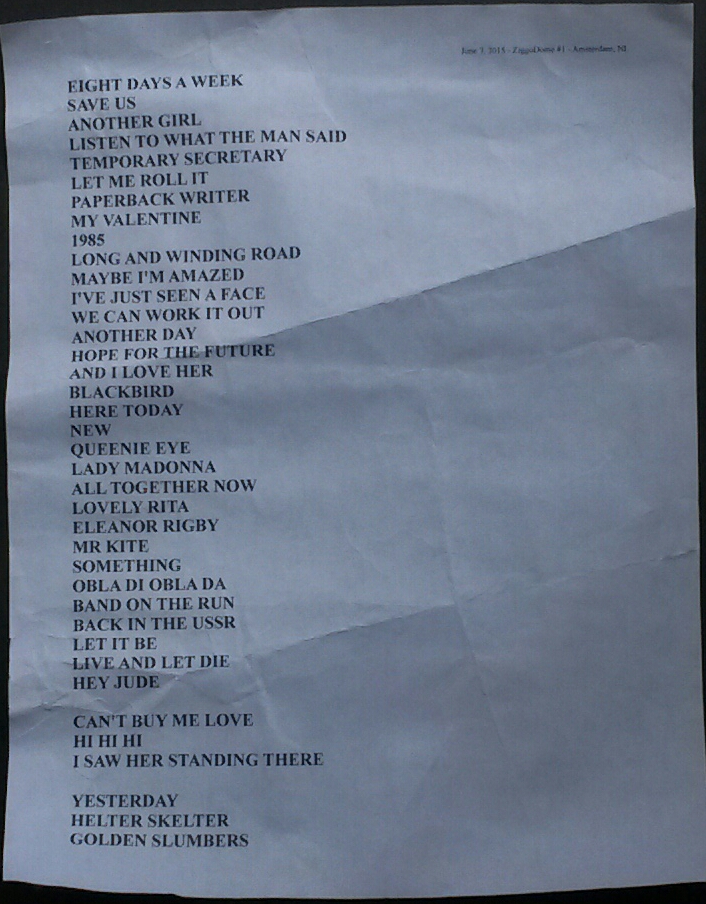 June 7, 2015 - ZiggoDome #1 - Amsterdam, NL
EIGHT DAYS A WEEK
SAVE US
ANOTHER GIRL
LISTEN TO WHAT THE MAN SAID
TEMPORARY SECRETARY
LET ME ROLL IT
PAPERBACK WRITER
MY VALENTINE
1985
LONG AND WINDING ROAD
MAYBE I'M AMAZED
I'VE JUST SEEN A FACE
WE CAN WORK IT OUT
ANOTHER DAY
HOPE FOR THE FUTURE
AND I LOVE HER
BLACKBIRD
HERE TODAY
NEW
QUEENIE EYE
LADY MADONNA
ALL TOGETHER NOW
LOVELY RITA
ELEANOR RIGBY
MR KITE
SOMETHING
OBLA DI OBLA DA
BAND ON THE RUN
BACK IN THE USSR
LET IT BE
LIVE AND LET DIE
HEY JUDE
CAN'T BUY ME LOVE
HI HI HI
I SAW HER STANDING THERE
YESTERDAY
HELTER SKELTER
GOLDEN SLUMBERS